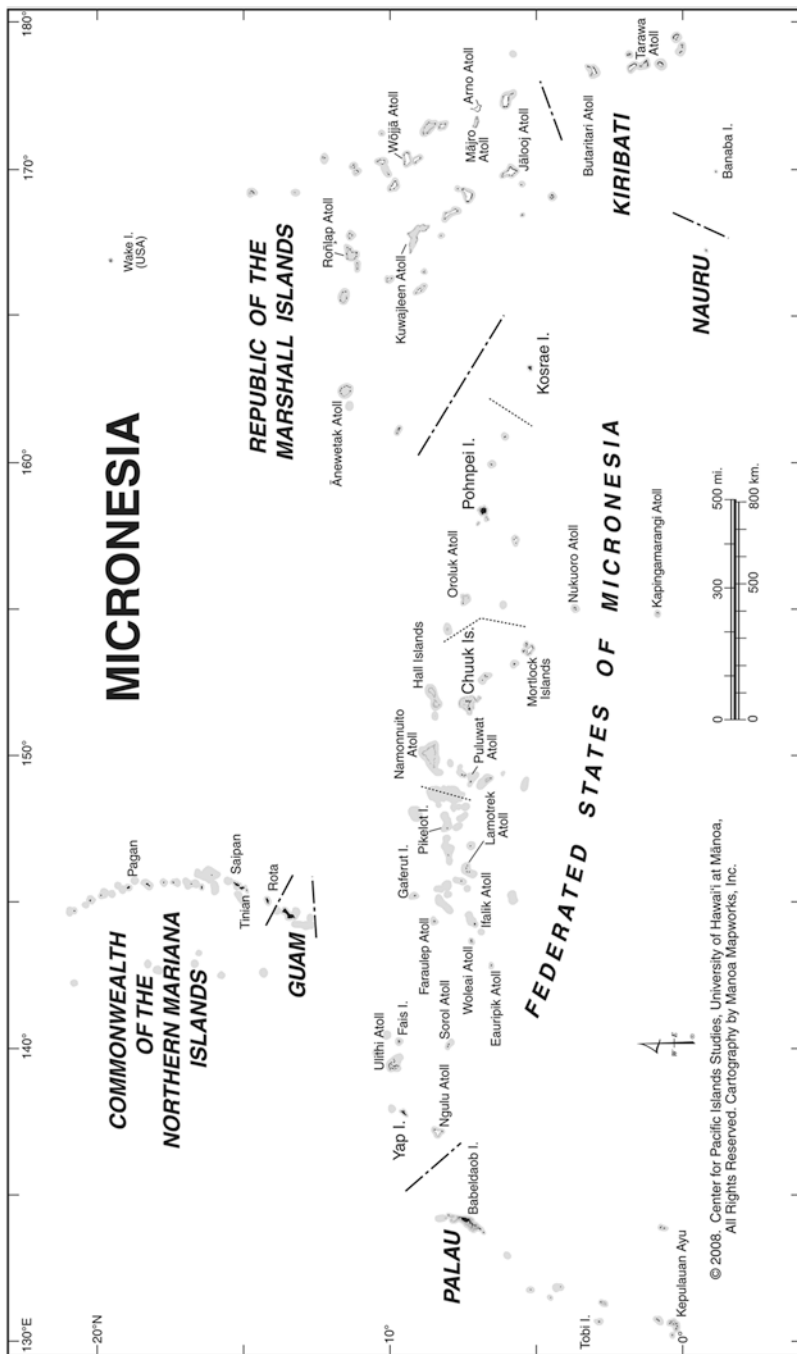 MICRONESIA
130°E
140°
150°
160°
170°
180°
20°N
10°
0°
COMMONWEALTH
OF THE
NORTHERN MARIANA
ISLANDS
Pagan
Saipan
Tinian
Rota
GUAM
Wake I.
(USA)
REPUBLIC OF THE
MARSHALL ISLANDS
Ānewetak Atoll
Roñḷap Atoll
Kuwajleen Atoll
Wōjjā Atoll
Mājro
Atoll
Arno Atoll
Jālooj Atoll
PALAU
Babeldaob I.
Tobi I.
Kepulauan Ayu
Yap I.
Ngulu Atoll
Ulithi Atoll
Fais I.
Sorol Atoll
Eauripik Atoll
Woleai Atoll
Faraulep Atoll
Ifalik Atoll
Gaferut I.
Lamotrek
Atoll
Pikelot I.
Puluwat
Atoll
Namonnuito
Atoll
Hall Islands
Chuuk Is.
Mortlock
Islands
Oroluk Atoll
Pohnpei I.
Kosrae I.
Nukuoro Atoll
Kapingamarangi Atoll
FEDERATED STATES OF MICRONESIA
NAURU
Banaba I.
KIRIBATI
Butaritari Atoll
Tarawa
Atoll
0 300 500 mi.
0 500 800 km.
W E
© 2008. Center for Pacific Islands Studies, University of Hawai'i at Mānoa,
All Rights Reserved. Cartography by Manoa Mapworks, Inc.